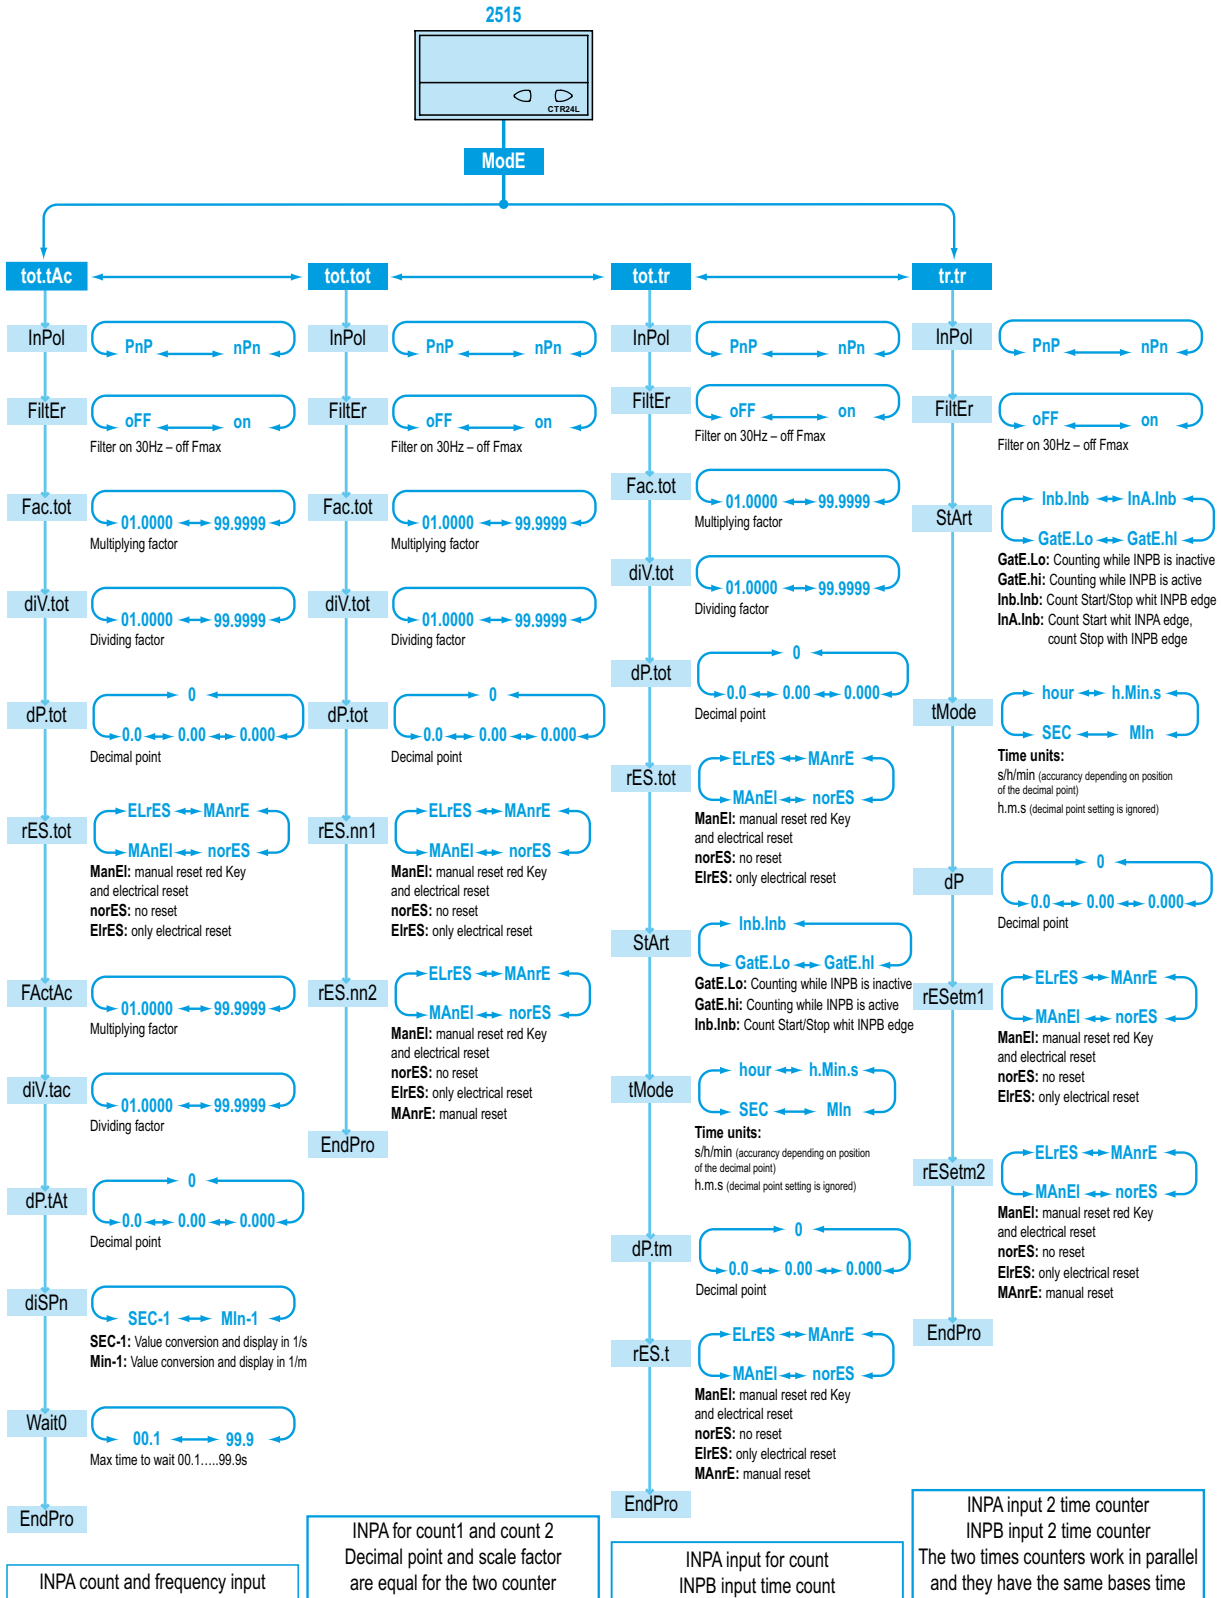 2515
CTR24L
ModE
tot.tAc
InPol
PnP nPn
FiltEr
oFF on
Filter on 30Hz – off Fmax
Fac.tot
01.0000 99.9999
Multiplying factor
diV.tot
01.0000 99.9999
Dividing factor
dP.tot
0
0.0 0.00 0.000
Decimal point
rES.tot
ELrES MAnrE
MAnEl norES
ManEl: manual reset red Key
and electrical reset
norES: no reset
ElrES: only electrical reset
FActAc
01.0000 99.9999
Multiplying factor
diV.tac
01.0000 99.9999
Dividing factor
dP.tAt
0
0.0 0.00 0.000
Decimal point
diSPn
SEC-1 MIn-1
SEC-1: Value conversion and display in 1/s
Min-1: Value conversion and display in 1/m
Wait0
00.1 99.9
Max time to wait 00.1.....99.9s
EndPro
INPA count and frequency input
tot.tot
InPol
PnP nPn
FiltEr
oFF on
Filter on 30Hz – off Fmax
Fac.tot
01.0000 99.9999
Multiplying factor
diV.tot
01.0000 99.9999
Dividing factor
dP.tot
0
0.0 0.00 0.000
Decimal point
rES.nn1
ELrES MAnrE
MAnEl norES
ManEl: manual reset red Key
and electrical reset
norES: no reset
ElrES: only electrical reset
rES.nn2
ELrES MAnrE
MAnEl norES
ManEl: manual reset red Key
and electrical reset
norES: no reset
ElrES: only electrical reset
MAnrE: manual reset
EndPro
INPA for count1 and count 2
Decimal point and scale factor
are equal for the two counter
tot.tr
InPol
PnP nPn
FiltEr
oFF on
Filter on 30Hz – off Fmax
Fac.tot
01.0000 99.9999
Multiplying factor
diV.tot
01.0000 99.9999
Dividing factor
dP.tot
0
0.0 0.00 0.000
Decimal point
rES.tot
ELrES MAnrE
MAnEl norES
ManEl: manual reset red Key
and electrical reset
norES: no reset
ElrES: only electrical reset
StArt
Inb.Inb
GatE.Lo GatE.hI
GatE.Lo: Counting while INPB is inactive
GatE.hi: Counting while INPB is active
Inb.Inb: Count Start/Stop whit INPB edge
tMode
hour h.Min.s
SEC MIn
Time units:
s/h/min (accurancy depending on position
of the decimal point)
h.m.s (decimal point setting is ignored)
dP.tm
0
0.0 0.00 0.000
Decimal point
rES.t
ELrES MAnrE
MAnEl norES
ManEl: manual reset red Key
and electrical reset
norES: no reset
ElrES: only electrical reset
MAnrE: manual reset
EndPro
INPA input for count
INPB input time count
tr.tr
InPol
PnP nPn
FiltEr
oFF on
Filter on 30Hz – off Fmax
StArt
Inb.Inb InA.Inb
GatE.Lo GatE.hI
GatE.Lo: Counting while INPB is inactive
GatE.hi: Counting while INPB is active
Inb.Inb: Count Start/Stop whit INPB edge
InA.Inb: Count Start whit INPA edge,
count Stop with INPB edge
tMode
hour h.Min.s
SEC MIn
Time units:
s/h/min (accurancy depending on position
of the decimal point)
h.m.s (decimal point setting is ignored)
dP
0
0.0 0.00 0.000
Decimal point
rESetm1
ELrES MAnrE
MAnEl norES
ManEl: manual reset red Key
and electrical reset
norES: no reset
ElrES: only electrical reset
rESetm2
ELrES MAnrE
MAnEl norES
ManEl: manual reset red Key
and electrical reset
norES: no reset
ElrES: only electrical reset
MAnrE: manual reset
EndPro
INPA input 2 time counter
INPB input 2 time counter
The two times counters work in parallel
and they have the same bases time